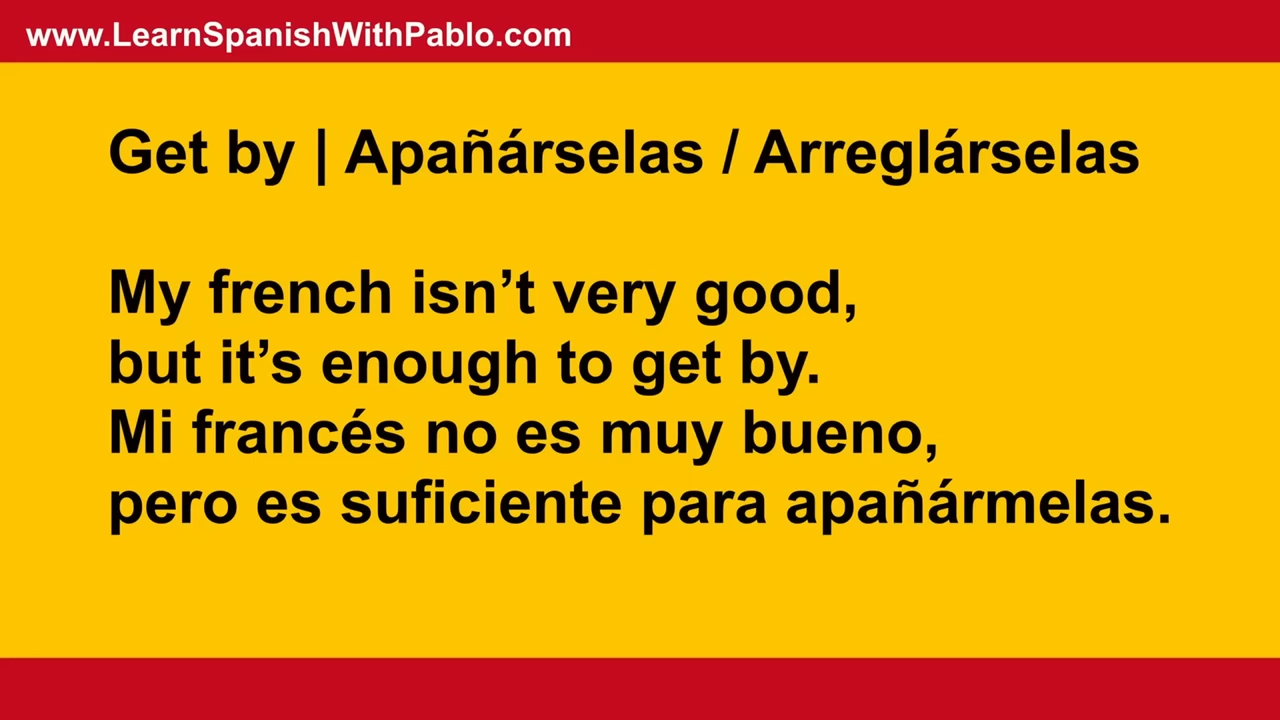 www.LearnSpanishWithPablo.com
Get by | Apañárselas / Arreglárselas
My french isn’t very good,
but it’s enough to get by.
Mi francés no es muy bueno,
pero es suficiente para apañármelas.